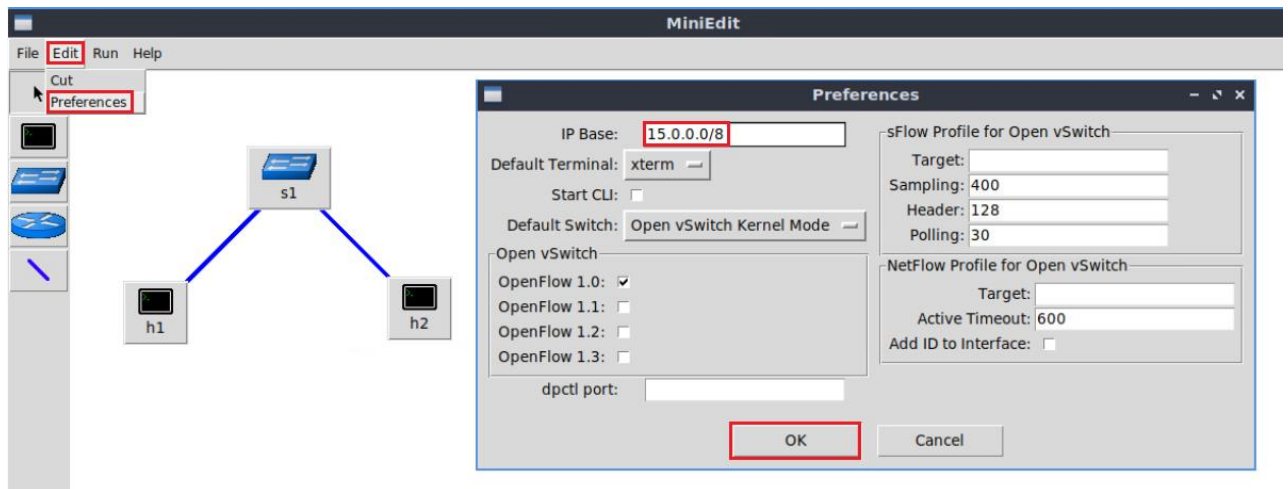 MiniEdit
File Edit Run Help
Cut
Preferences
s1
h1
h2
Preferences
IP Base: 15.0.0.0/8
Default Terminal: xterm
Start CLI:
Default Switch: Open vSwitch Kernel Mode
Open vSwitch
OpenFlow 1.0:
OpenFlow 1.1:
OpenFlow 1.2:
OpenFlow 1.3:
dpctl port:
sFlow Profile for Open vSwitch
Target:
Sampling: 400
Header: 128
Polling: 30
NetFlow Profile for Open vSwitch
Target:
Active Timeout: 600
Add ID to Interface:
OK
Cancel